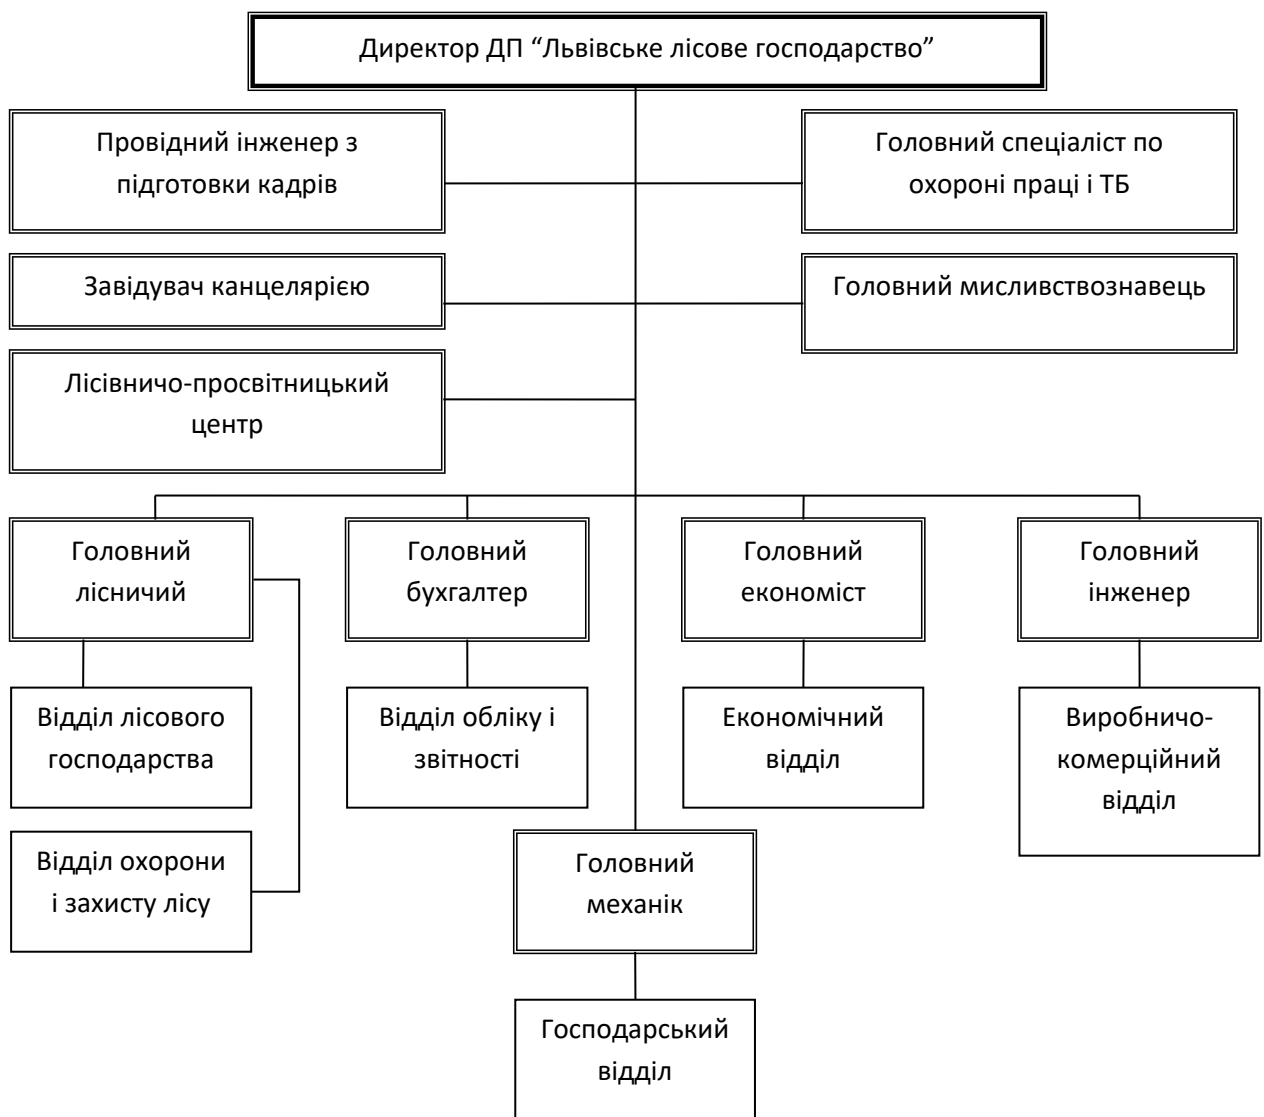 Директор ДП “Львівське лісове господарство”
Провідний інженер з
підготовки кадрів
Головний спеціаліст по
охороні праці і ТБ
Завідувач канцелярією
Головний мисливствознавець
Лісівничо-просвітницький
центр
Головний
лісничий
Головний
бухгалтер
Головний
економіст
Головний
інженер
Відділ лісового
господарства
Відділ обліку і
звітності
Економічний
відділ
Виробничо-
комерційний
відділ
Відділ охорони
і захисту лісу
Головний
механік
Господарський
відділ